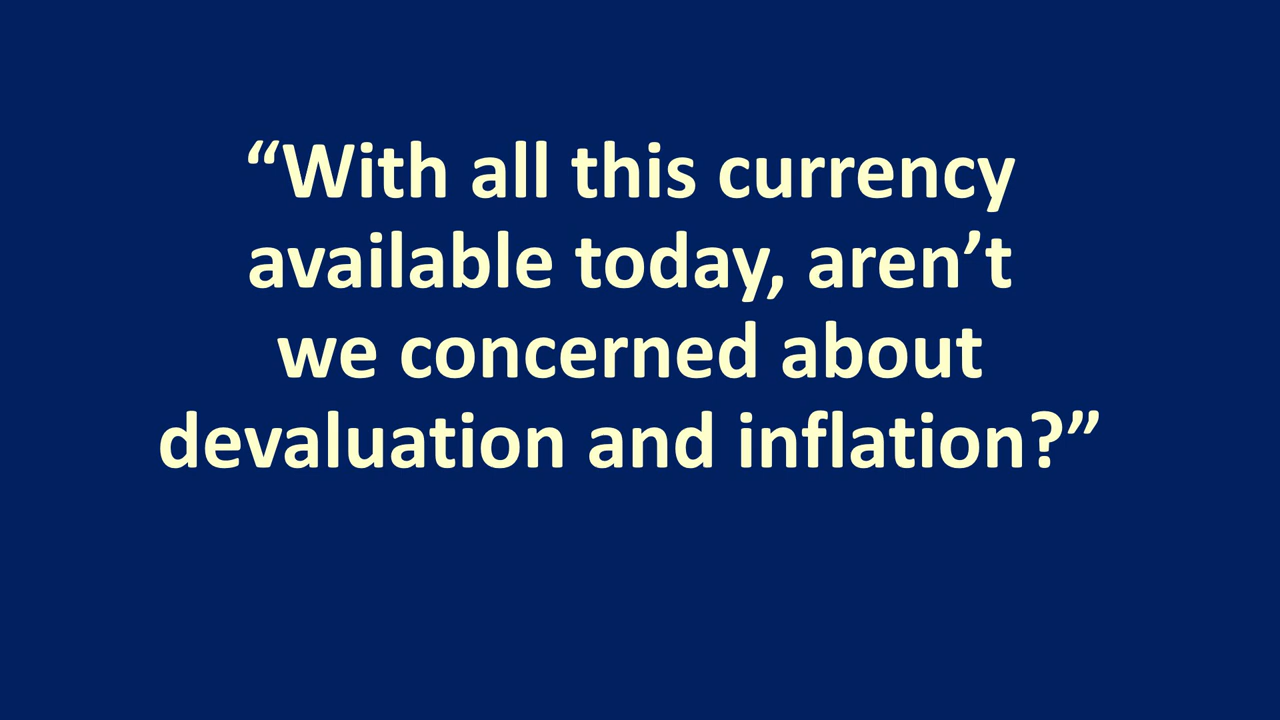 “With all this currency
available today, aren’t
we concerned about
devaluation and inflation?”